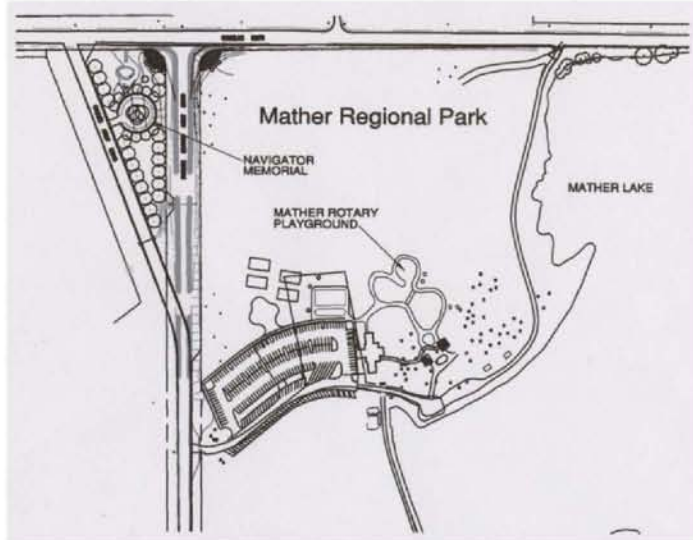 Mather Regional Park
NAVIGATOR
MEMORIAL
MATHER ROTARY
PLAYGROUND
MATHER LAKE